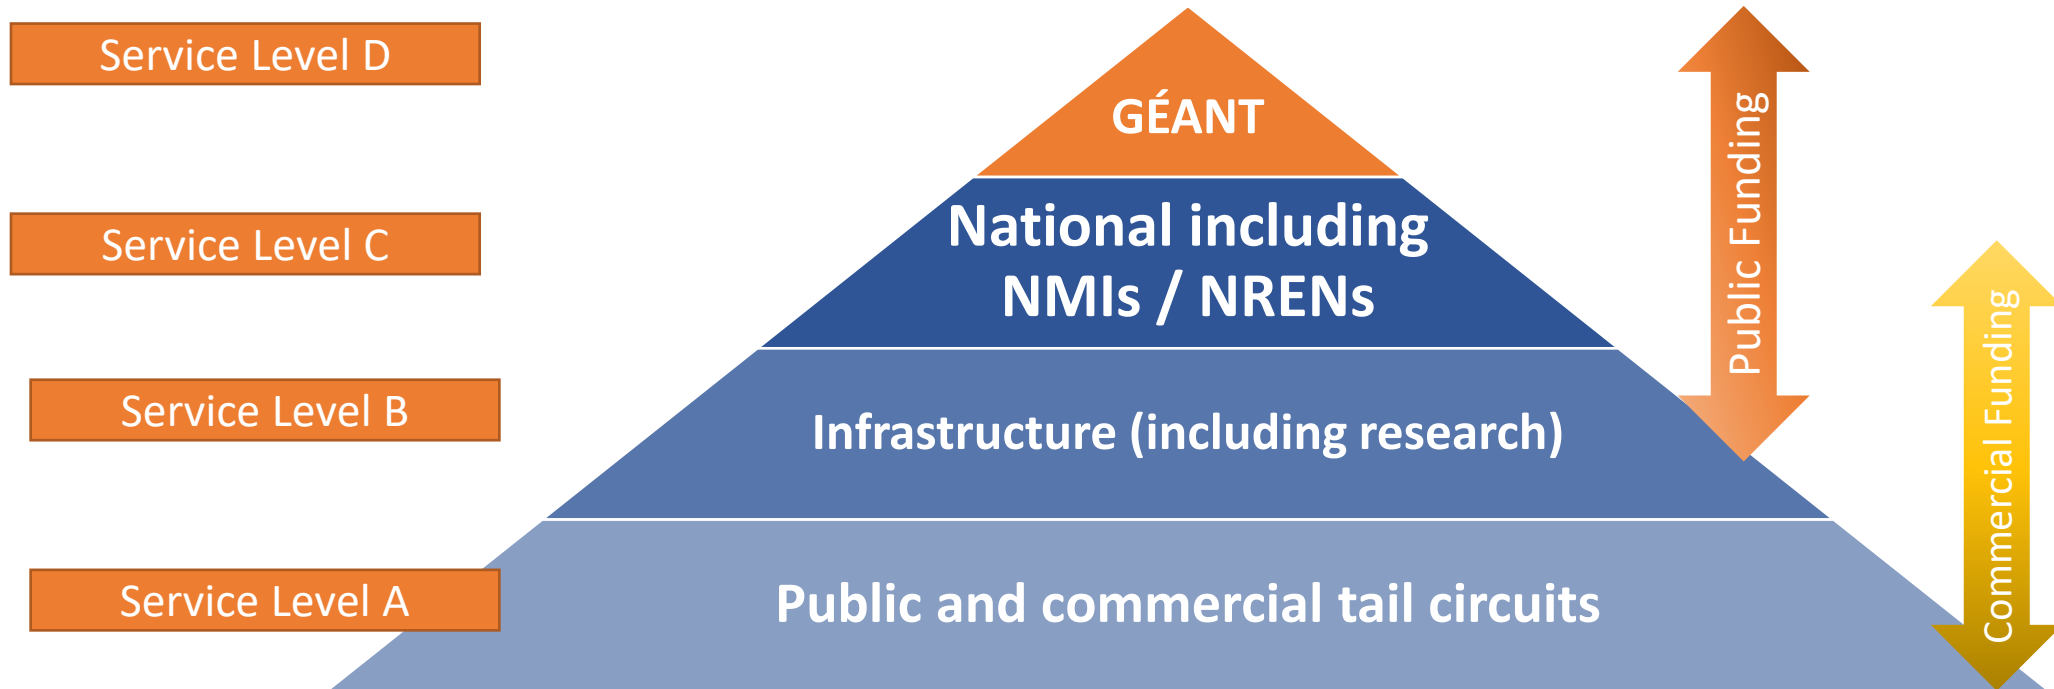 Service Level D
GÉANT
Service Level C
National including
NMIs / NRENs
Service Level B
Infrastructure (including research)
Service Level A
Public and commercial tail circuits
Public Funding
Commercial Funding